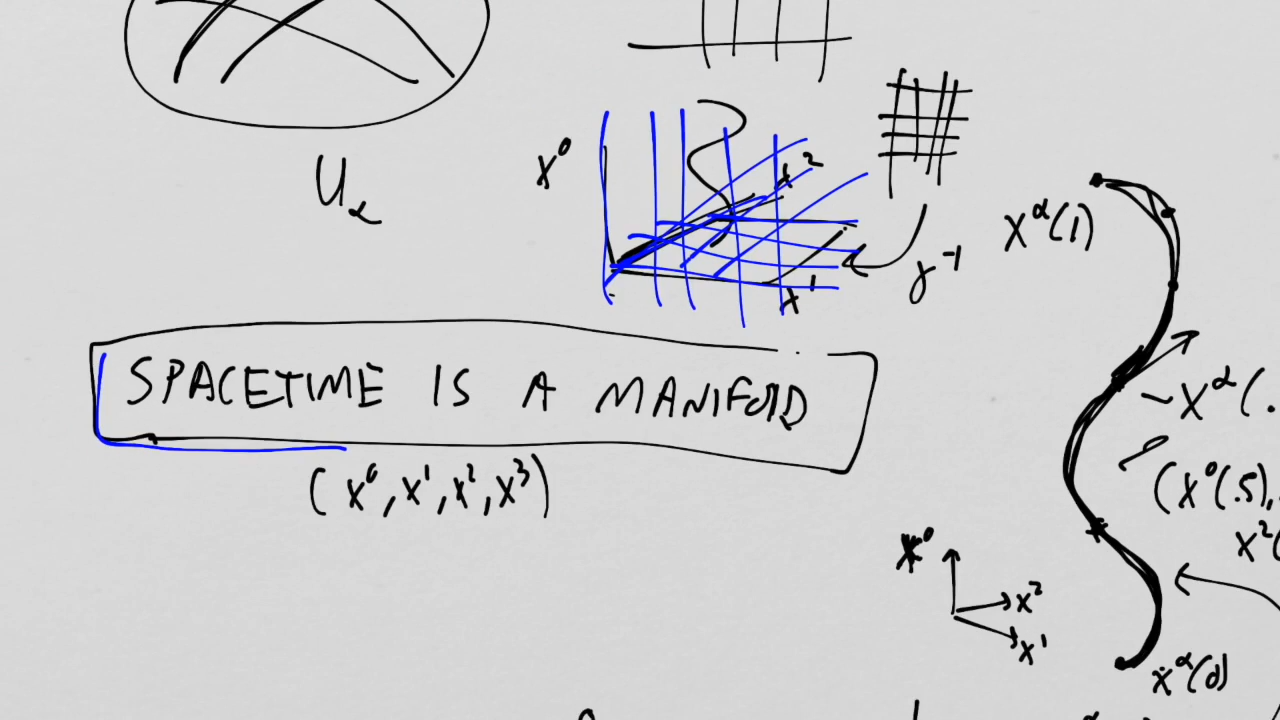 U_α
x⁰
x²
x¹
γ⁻¹
SPACETIME IS A MANIFOLD
(x⁰, x¹, x², x³)
x^α(1)
x^α(.
(x⁰(.5),
x²(
x⁰
x²
x¹
x^α(0)